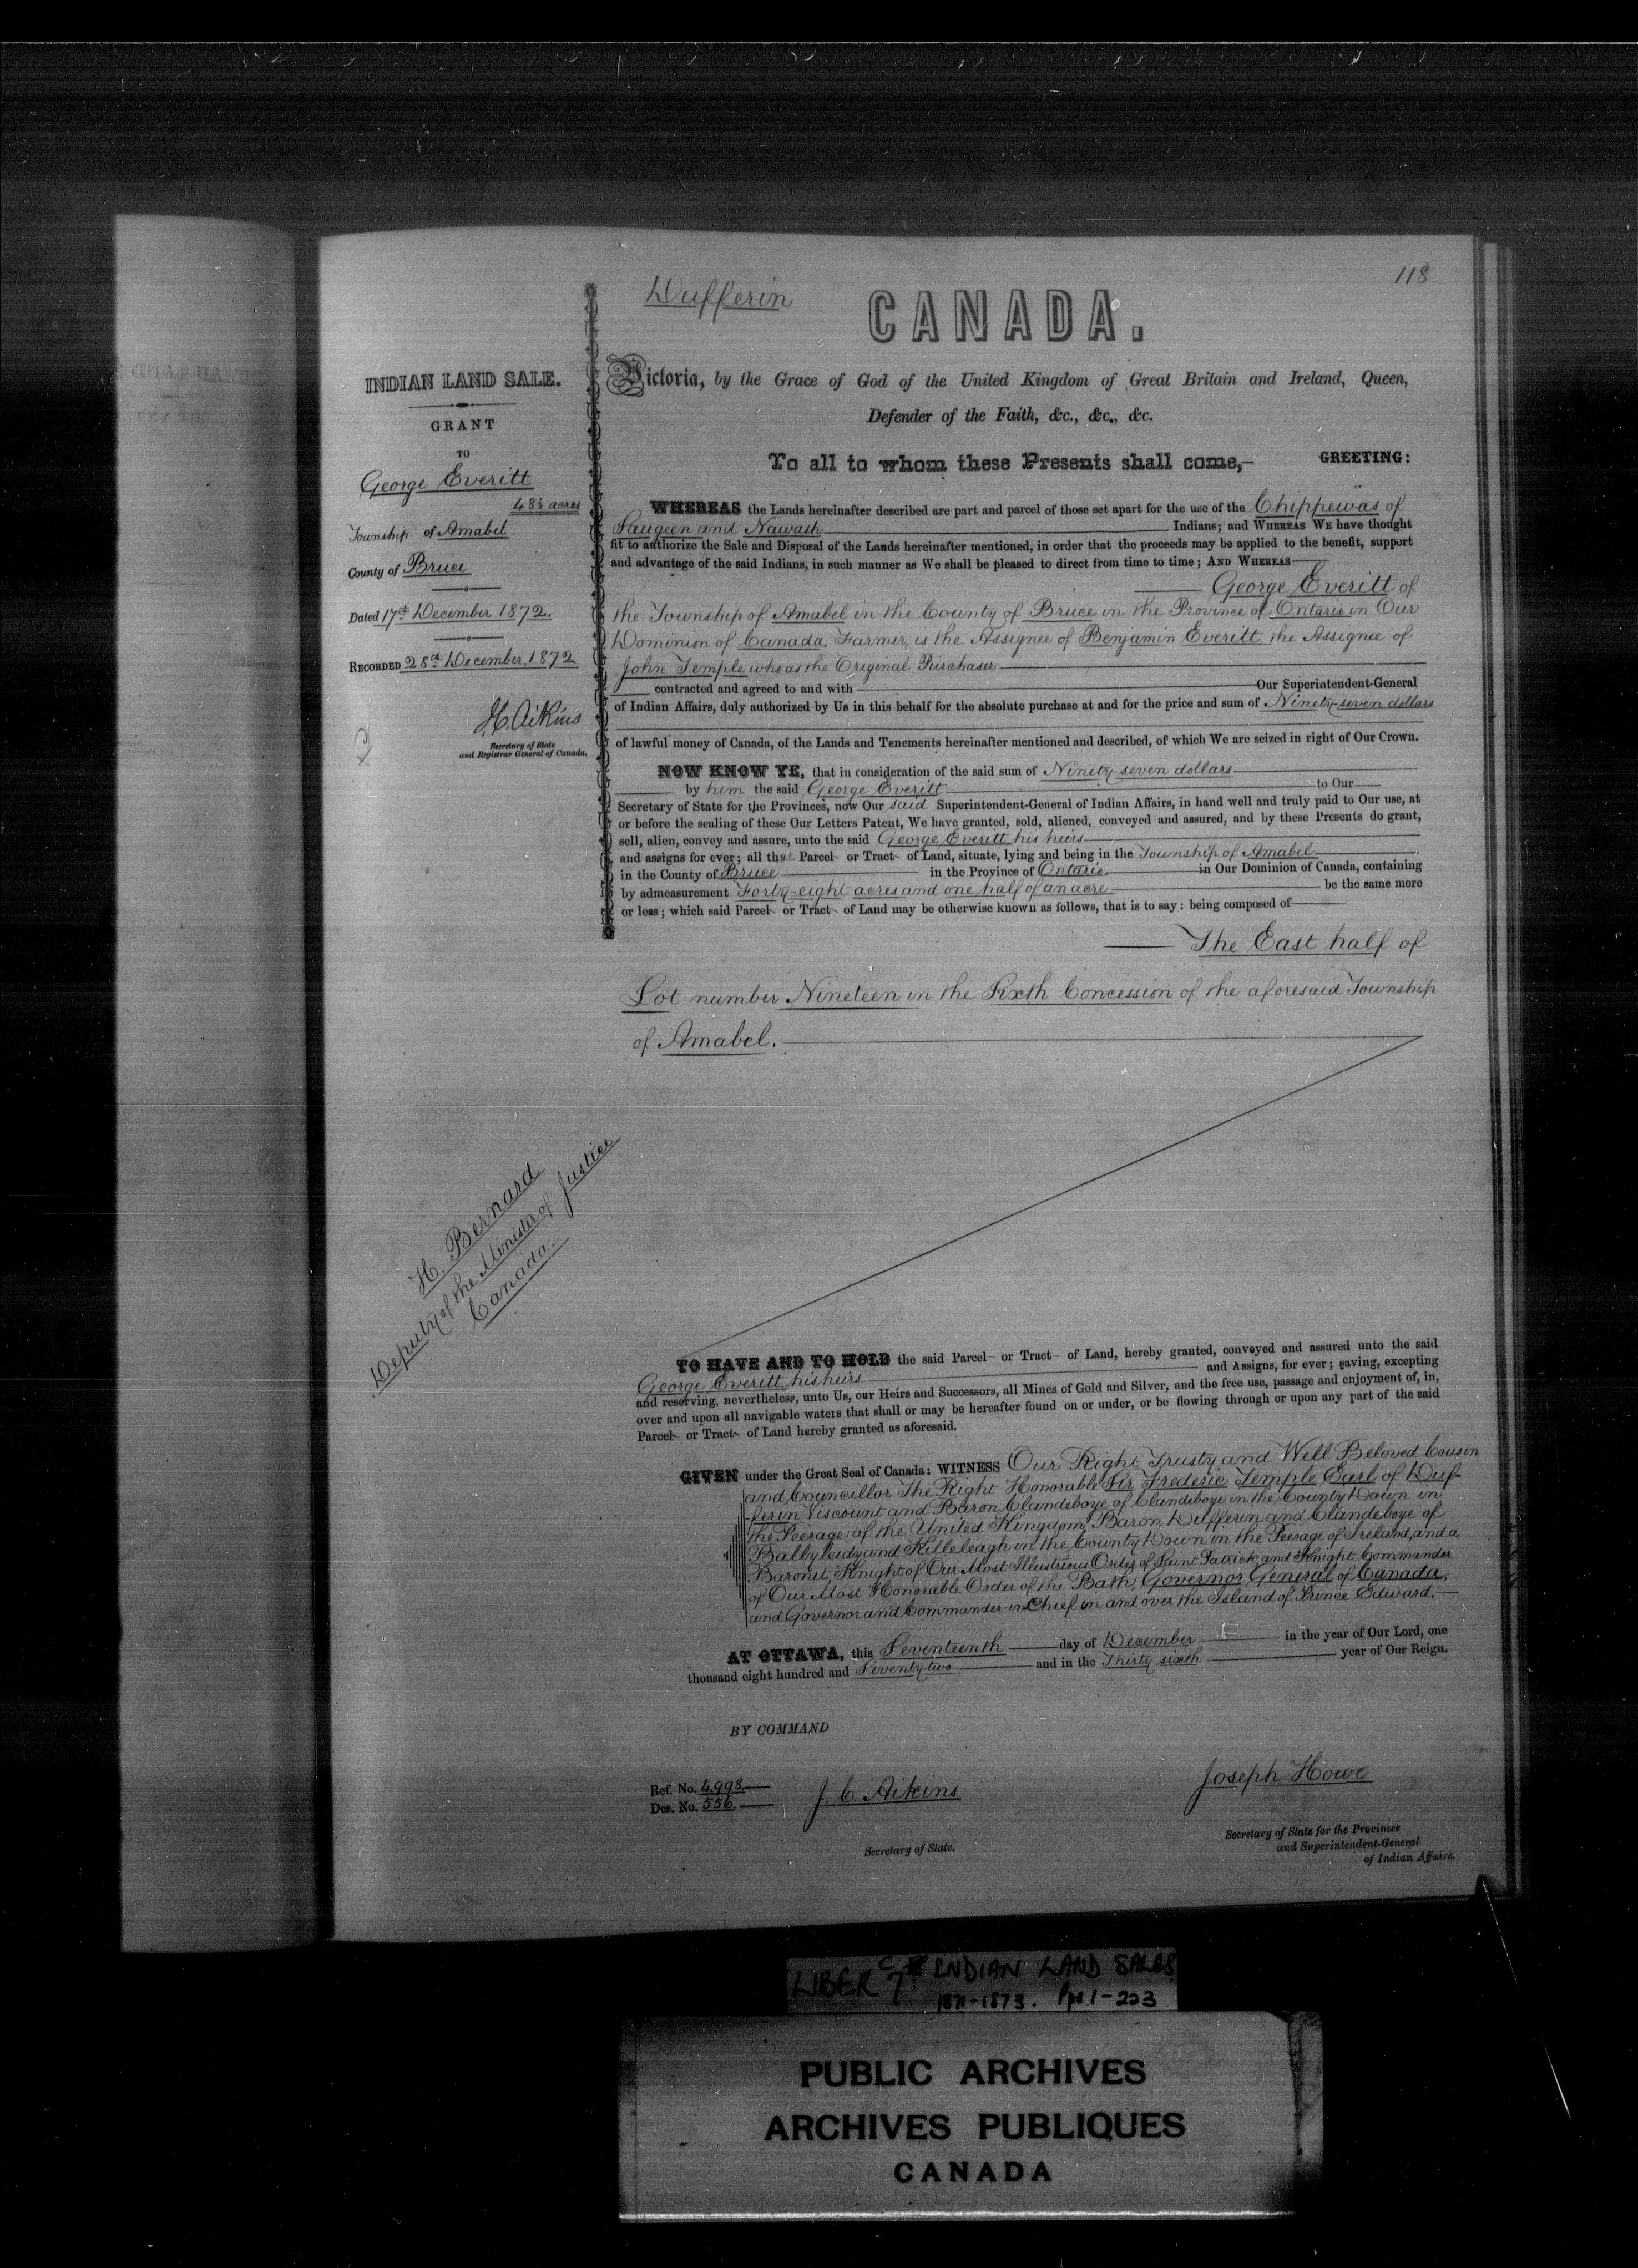 118
Dufferin
CANADA.
INDIAN LAND SALE.
GRANT
TO
George Everitt
48½ acres
Township of Amabel
County of Bruce
Dated 17th December 1872.
RECORDED 28th December, 1872
J.C. Aikins
Secretary of State
and Registrar General of Canada.
Victoria, by the Grace of God of the United Kingdom of Great Britain and Ireland, Queen,
Defender of the Faith, &c., &c., &c.
To all to whom these Presents shall come,— GREETING:
WHEREAS the Lands hereinafter described are part and parcel of those set apart for the use of the Chippewas of
Saugeen and Nawash Indians; and WHEREAS WE have thought
fit to authorize the Sale and Disposal of the Lands hereinafter mentioned, in order that the proceeds may be applied to the benefit, support
and advantage of the said Indians, in such manner as We shall be pleased to direct from time to time; AND WHEREAS
George Everitt of
the Township of Amabel in the County of Bruce in the Province of Ontario in Our
Dominion of Canada, Farmer, is the Assignee of Benjamin Everitt the Assignee of
John Temple who as the Original Purchaser
contracted and agreed to and with Our Superintendent-General
of Indian Affairs, duly authorized by Us in this behalf for the absolute purchase at and for the price and sum of Ninety-seven dollars
of lawful money of Canada, of the Lands and Tenements hereinafter mentioned and described, of which We are seized in right of Our Crown.
NOW KNOW YE, that in consideration of the said sum of Ninety seven dollars
by him the said George Everitt to Our
Secretary of State for the Provinces, now Our said Superintendent-General of Indian Affairs, in hand well and truly paid to Our use, at
or before the sealing of these Our Letters Patent, We have granted, sold, aliened, conveyed and assured, and by these Presents do grant,
sell, alien, convey and assure, unto the said George Everitt, his heirs
and assigns for ever; all that Parcel or Tract of Land, situate, lying and being in the Township of Amabel
in the County of Bruce in the Province of Ontario in Our Dominion of Canada, containing
by admeasurement Forty-eight acres and one half of an acre be the same more
or less; which said Parcel or Tract of Land may be otherwise known as follows, that is to say: being composed of
The East half of
Lot number Nineteen in the Sixth Concession of the aforesaid Township
of Amabel.
H. Bernard
Deputy of the Minister of Justice
Canada.
TO HAVE AND TO HOLD the said Parcel or Tract of Land, hereby granted, conveyed and assured unto the said
George Everitt, his heirs and Assigns, for ever; saving, excepting
and reserving, nevertheless, unto Us, our Heirs and Successors, all Mines of Gold and Silver, and the free use, passage and enjoyment of, in,
over and upon all navigable waters that shall or may be hereafter found on or under, or be flowing through or upon any part of the said
Parcel or Tract of Land hereby granted as aforesaid.
GIVEN under the Great Seal of Canada: WITNESS Our Right Trusty and Well Beloved Cousin
and Councillor The Right Honorable Sir Frederic Temple Earl of Duf-
ferin Viscount and Baron Clandeboye of Clandeboye in the County Down in
the Peerage of the United Kingdom, Baron Dufferin and Clandeboye of
Ballyleidy and Killeleagh in the County Down in the Peerage of Ireland, and a
Baronet, Knight of Our Most Illustrious Order of Saint Patrick and Knight Commander
of Our Most Honorable Order of the Bath, Governor General of Canada,
and Governor and Commander-in-Chief in and over the Island of Prince Edward.
AT OTTAWA, this Seventeenth day of December in the year of Our Lord, one
thousand eight hundred and Seventy-two and in the Thirty sixth year of Our Reign.
BY COMMAND
Ref. No. 4998
Des. No. 556
J. C. Aikins
Secretary of State.
Joseph Howe
Secretary of State for the Provinces
and Superintendent-General
of Indian Affairs.
LIBER C7: INDIAN LAND SALES
1871-1873. Pps 1-223
PUBLIC ARCHIVES
ARCHIVES PUBLIQUES
CANADA